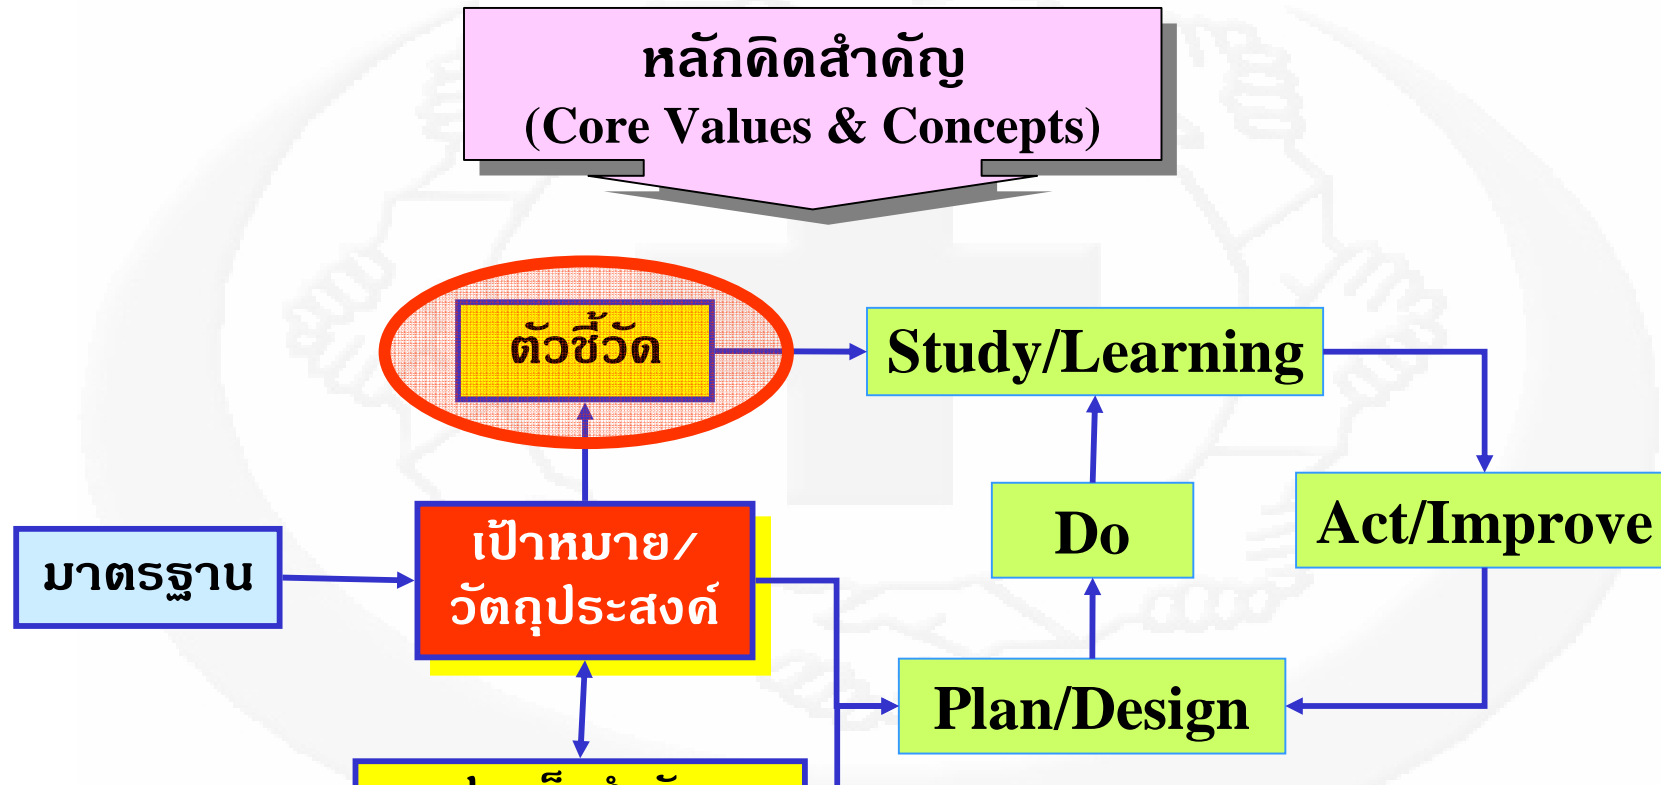 หลักคิดสำคัญ
(Core Values & Concepts)
ตัวชี้วัด
Study/Learning
มาตรฐาน
เป้าหมาย/
วัตถุประสงค์
Do
Act/Improve
Plan/Design